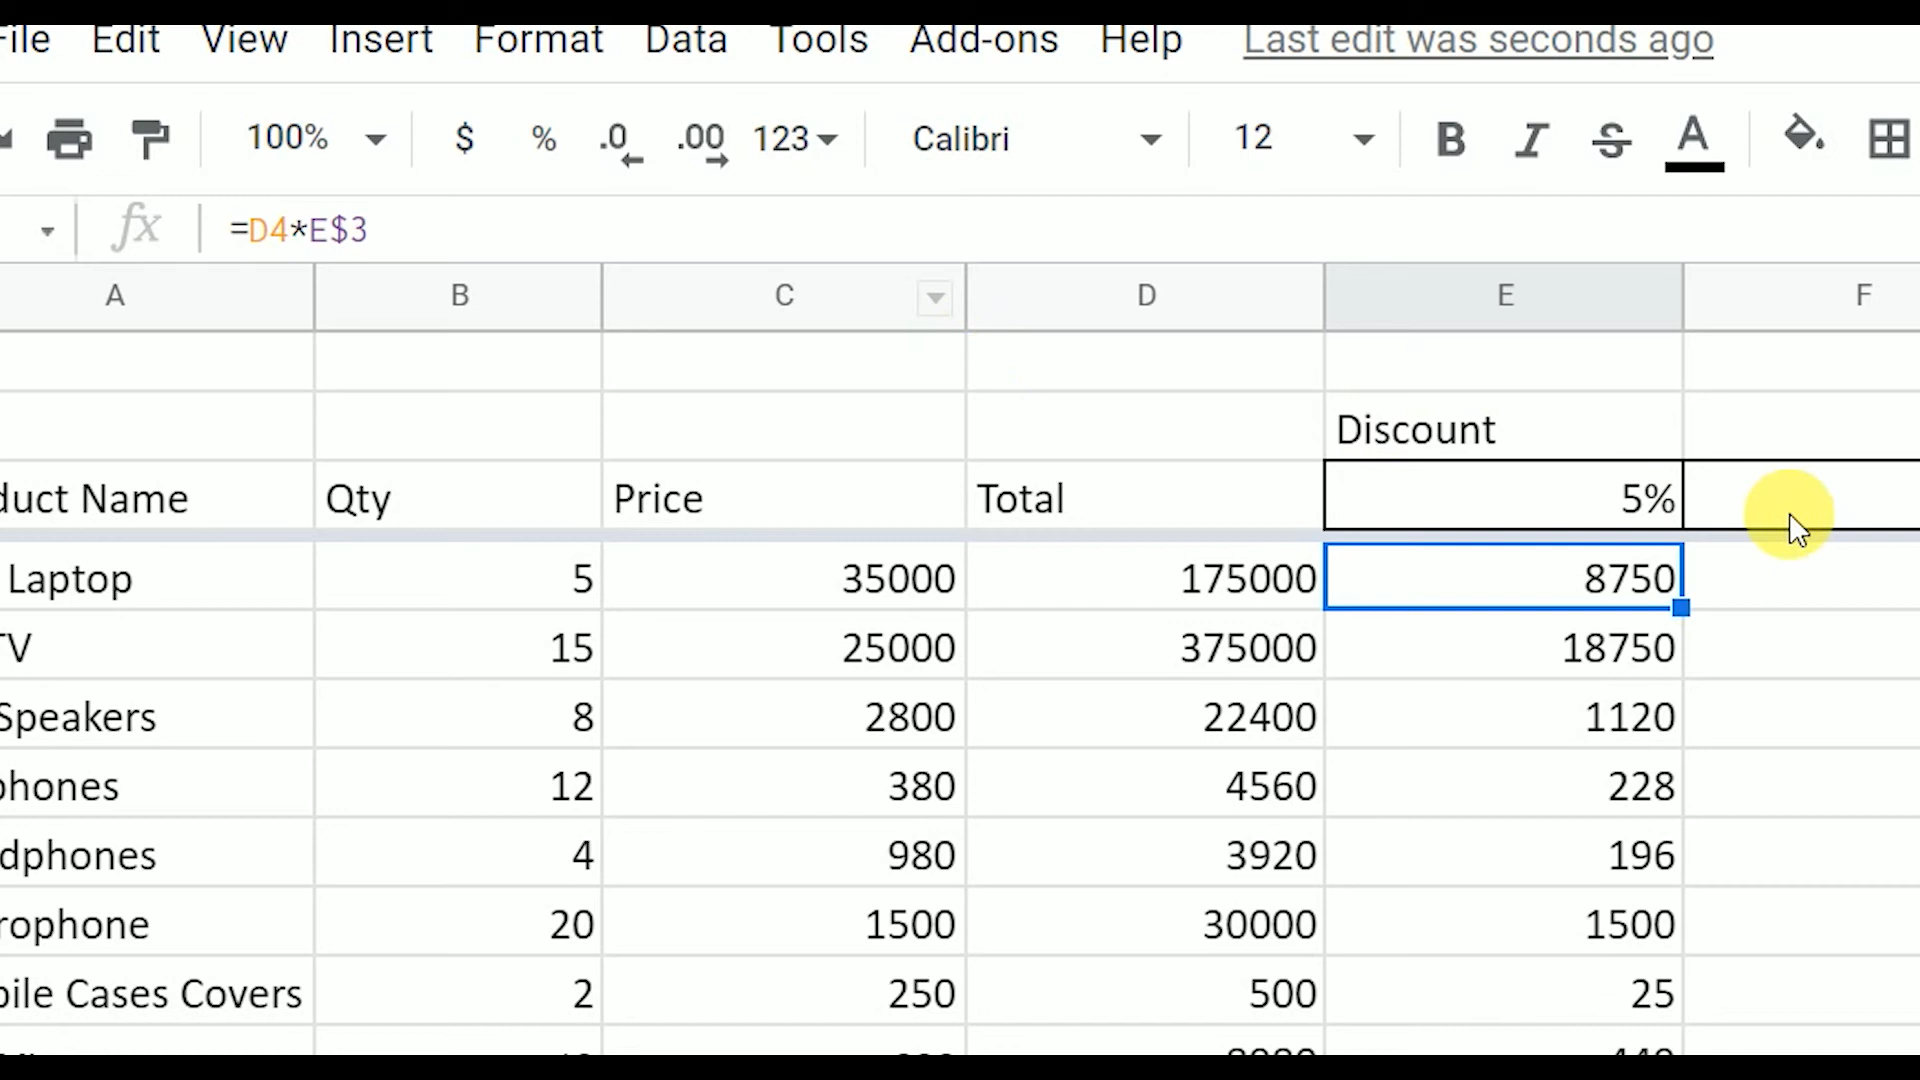 File Edit View Insert Format Data Tools Add-ons Help Last edit was seconds ago
100% $ % .0 .00 123 Calibri 12 B I S A
fx =D4*E$3
A B C D E F
Discount
duct Name Qty Price Total 5%
Laptop 5 35000 175000 8750
TV 15 25000 375000 18750
Speakers 8 2800 22400 1120
phones 12 380 4560 228
dphones 4 980 3920 196
rophone 20 1500 30000 1500
bile Cases Covers 2 250 500 25